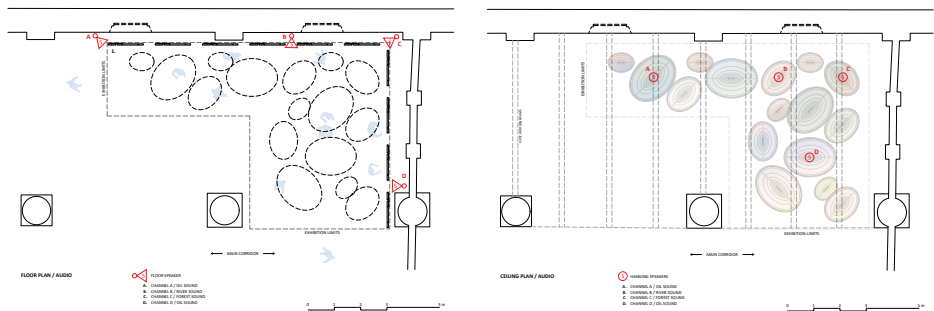 A
B
C
S
S
S
1.
EXHIBITION LIMITS
D
S
EXHIBITION LIMITS
MAIN CORRIDOR
FLOOR PLAN / AUDIO
S FLOOR SPEAKER
A. CHANNEL A / OIL SOUND
B. CHANNEL B / RIVER SOUND
C. CHANNEL C / FOREST SOUND
D. CHANNEL D / OIL SOUND
0 1 2 3 5 m
EXHIBITION LIMITS
A
B
C
S
S
S
D
S
EXHIBITION LIMITS
MAIN CORRIDOR
CEILING PLAN / AUDIO
S HANGING SPEAKERS
A. CHANNEL A / OIL SOUND
B. CHANNEL B / RIVER SOUND
C. CHANNEL C / FOREST SOUND
D. CHANNEL D / OIL SOUND
0 1 2 3 5 m